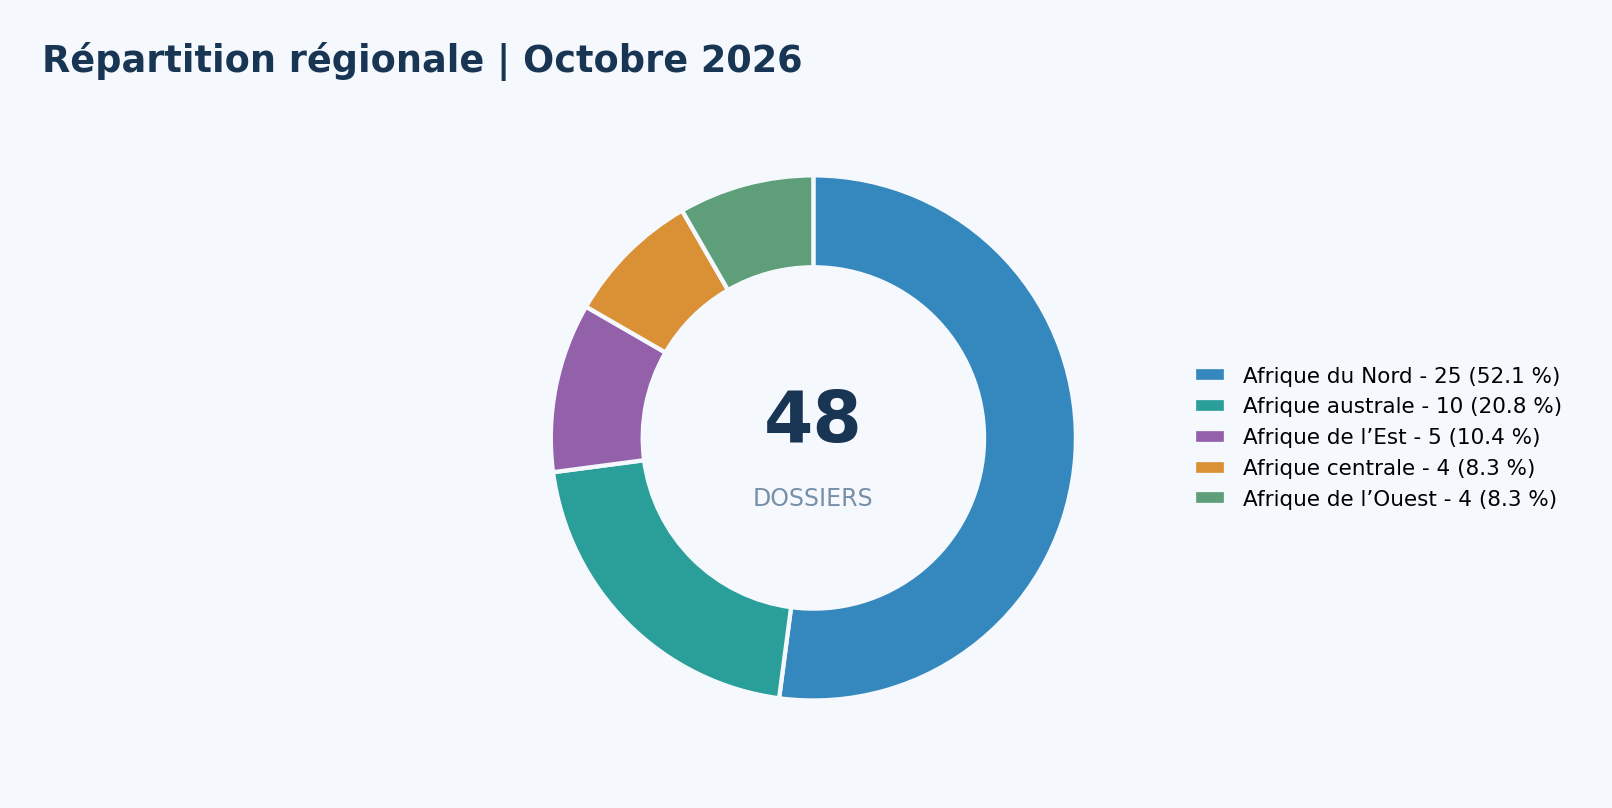 Répartition régionale | Octobre 2026
48
DOSSIERS
Afrique du Nord - 25 (52.1 %)
Afrique australe - 10 (20.8 %)
Afrique de l’Est - 5 (10.4 %)
Afrique centrale - 4 (8.3 %)
Afrique de l’Ouest - 4 (8.3 %)